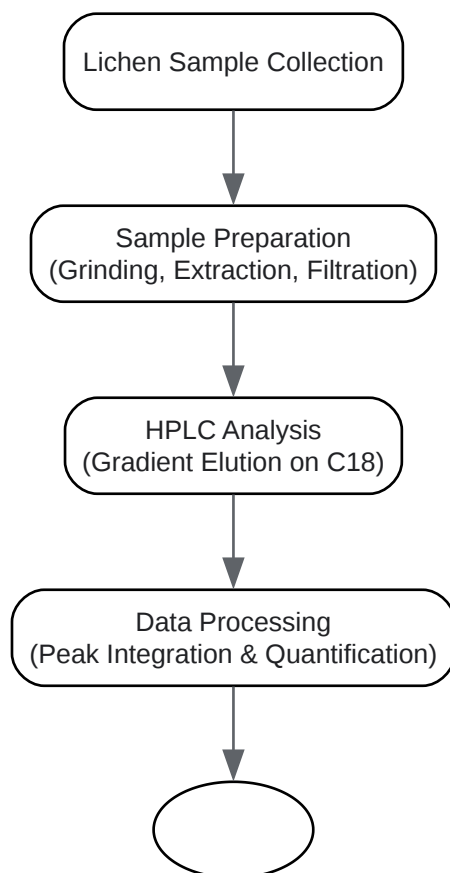 Lichen Sample Collection
Sample Preparation
(Grinding, Extraction, Filtration)
HPLC Analysis
(Gradient Elution on C18)
Data Processing
(Peak Integration & Quantification)